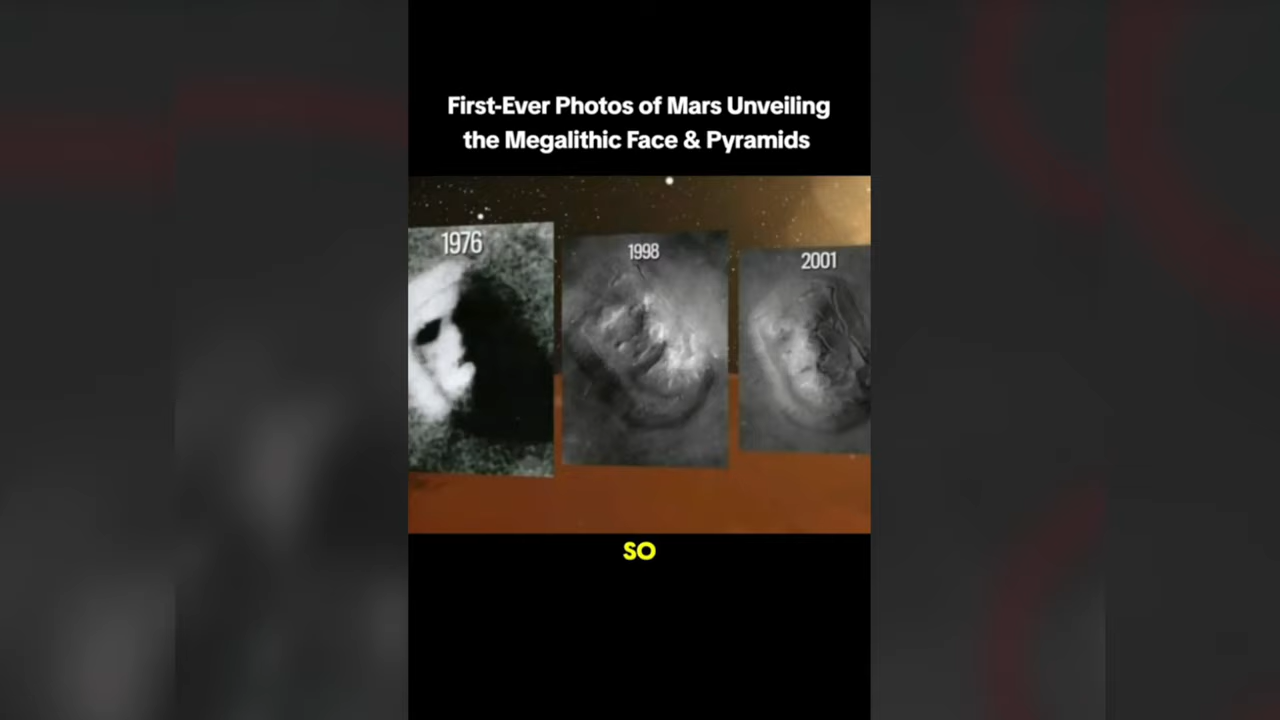 First-Ever Photos of Mars Unveiling
the Megalithic Face & Pyramids
1976
1998
2001
SO